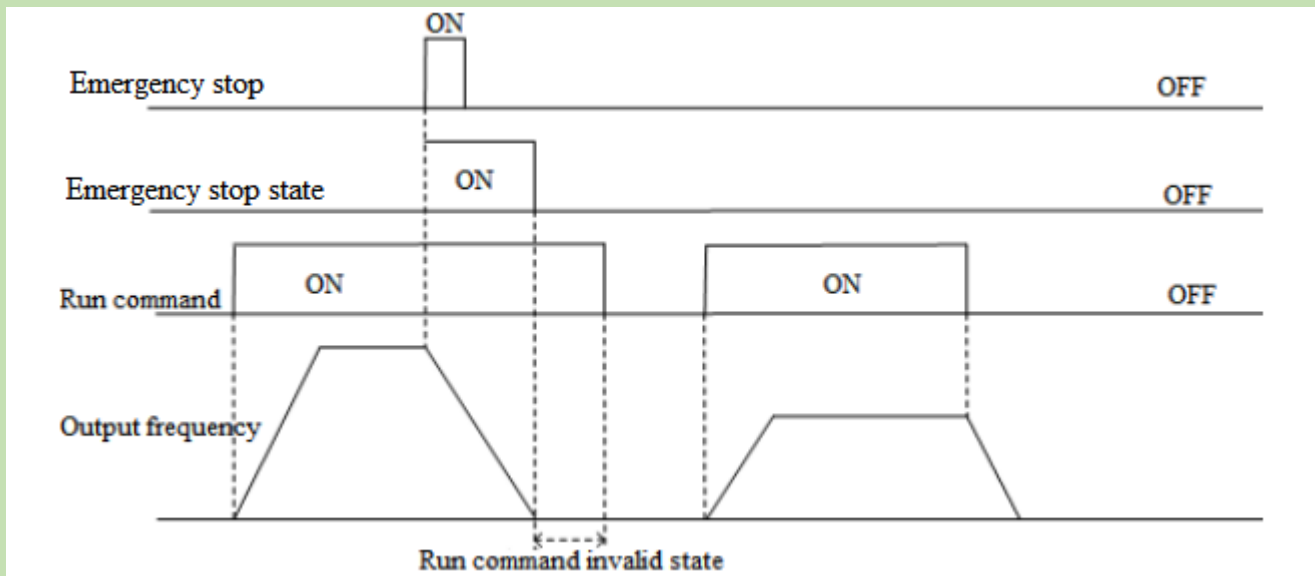 ON
Emergency stop OFF
ON
Emergency stop state OFF
ON ON
Run command OFF
Output frequency
Run command invalid state